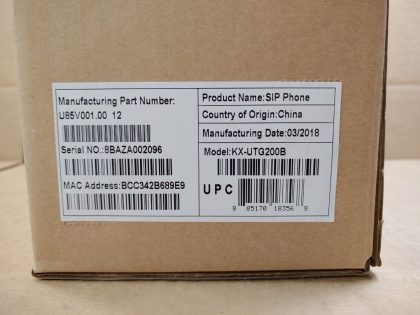 Manufacturing Part Number:
U85V001.00 12
Serial NO.:8BAZA002096
MAC Address:BCC342B689E9
Product Name:SIP Phone
Country of Origin:China
Manufacturing Date:03/2018
Model:KX-UTG200B
UPC
8 85170 18356 8